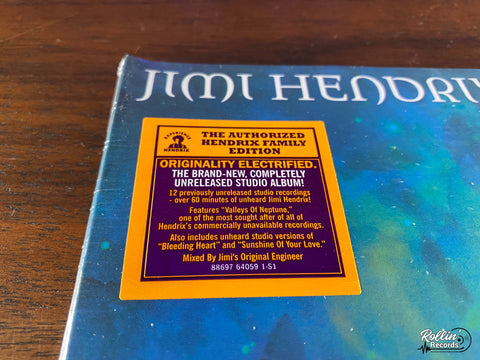 JIMI HENDRI
EXPERIENCE
HENDRIX
THE AUTHORIZED
HENDRIX FAMILY
EDITION
ORIGINALITY ELECTRIFIED.
THE BRAND-NEW, COMPLETELY
UNRELEASED STUDIO ALBUM!
12 previously unreleased studio recordings
- over 60 minutes of unheard Jimi Hendrix!
Features "Valleys Of Neptune,"
one of the most sought after of all of
Hendrix's commercially unavailable recordings.
Also includes unheard studio versions of
"Bleeding Heart" and "Sunshine Of Your Love."
Mixed By Jimi's Original Engineer
88697 64059 1-S1
Rollin
Records